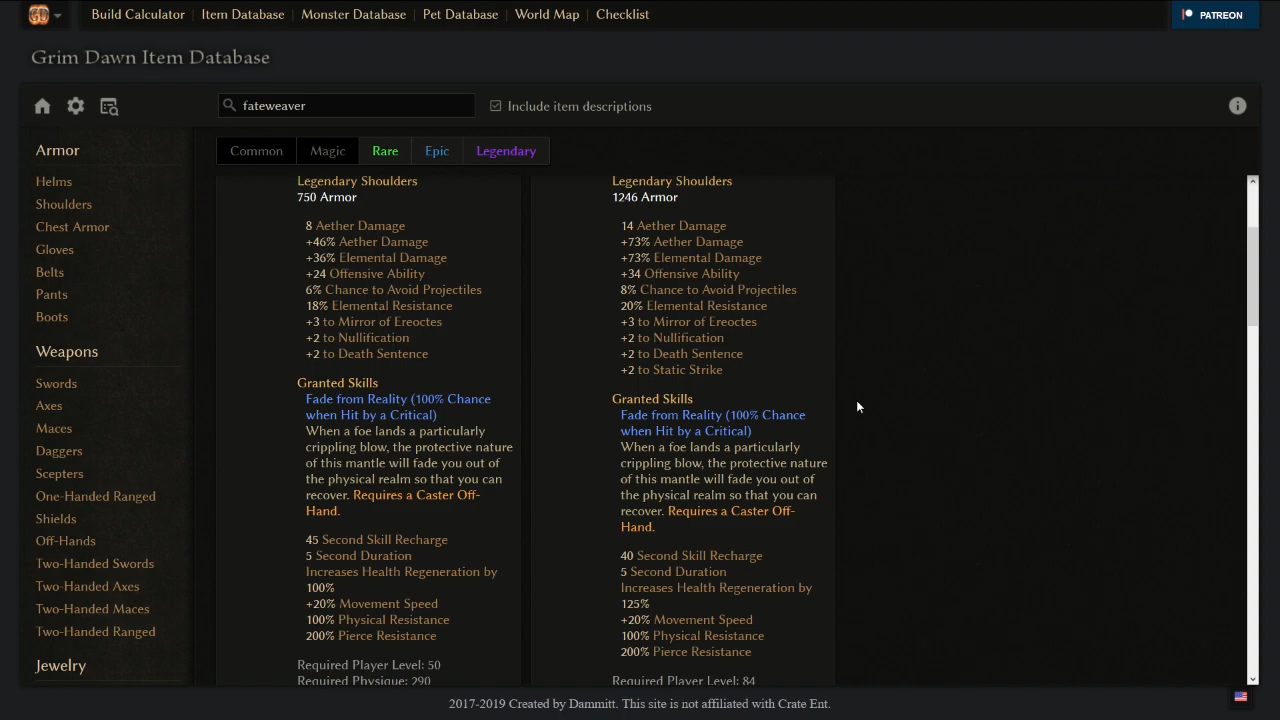 Build Calculator
Item Database
Monster Database
Pet Database
World Map
Checklist
PATREON
Grim Dawn Item Database
fateweaver
Include item descriptions
Common
Magic
Rare
Epic
Legendary
Armor
Helms
Shoulders
Chest Armor
Gloves
Belts
Pants
Boots
Weapons
Swords
Axes
Maces
Daggers
Scepters
One-Handed Ranged
Shields
Off-Hands
Two-Handed Swords
Two-Handed Axes
Two-Handed Maces
Two-Handed Ranged
Jewelry
Legendary Shoulders
750 Armor
8 Aether Damage
+46% Aether Damage
+36% Elemental Damage
+24 Offensive Ability
6% Chance to Avoid Projectiles
18% Elemental Resistance
+3 to Mirror of Ereoctes
+2 to Nullification
+2 to Death Sentence
Granted Skills
Fade from Reality (100% Chance
when Hit by a Critical)
When a foe lands a particularly
crippling blow, the protective nature
of this mantle will fade you out of
the physical realm so that you can
recover. Requires a Caster Off-
Hand.
45 Second Skill Recharge
5 Second Duration
Increases Health Regeneration by
100%
+20% Movement Speed
100% Physical Resistance
200% Pierce Resistance
Required Player Level: 50
Required Physique: 290
Legendary Shoulders
1246 Armor
14 Aether Damage
+73% Aether Damage
+73% Elemental Damage
+34 Offensive Ability
8% Chance to Avoid Projectiles
20% Elemental Resistance
+3 to Mirror of Ereoctes
+2 to Nullification
+2 to Death Sentence
+2 to Static Strike
Granted Skills
Fade from Reality (100% Chance
when Hit by a Critical)
When a foe lands a particularly
crippling blow, the protective nature
of this mantle will fade you out of
the physical realm so that you can
recover. Requires a Caster Off-
Hand.
40 Second Skill Recharge
5 Second Duration
Increases Health Regeneration by
125%
+20% Movement Speed
100% Physical Resistance
200% Pierce Resistance
Required Player Level: 84
2017-2019 Created by Dammitt. This site is not affiliated with Crate Ent.